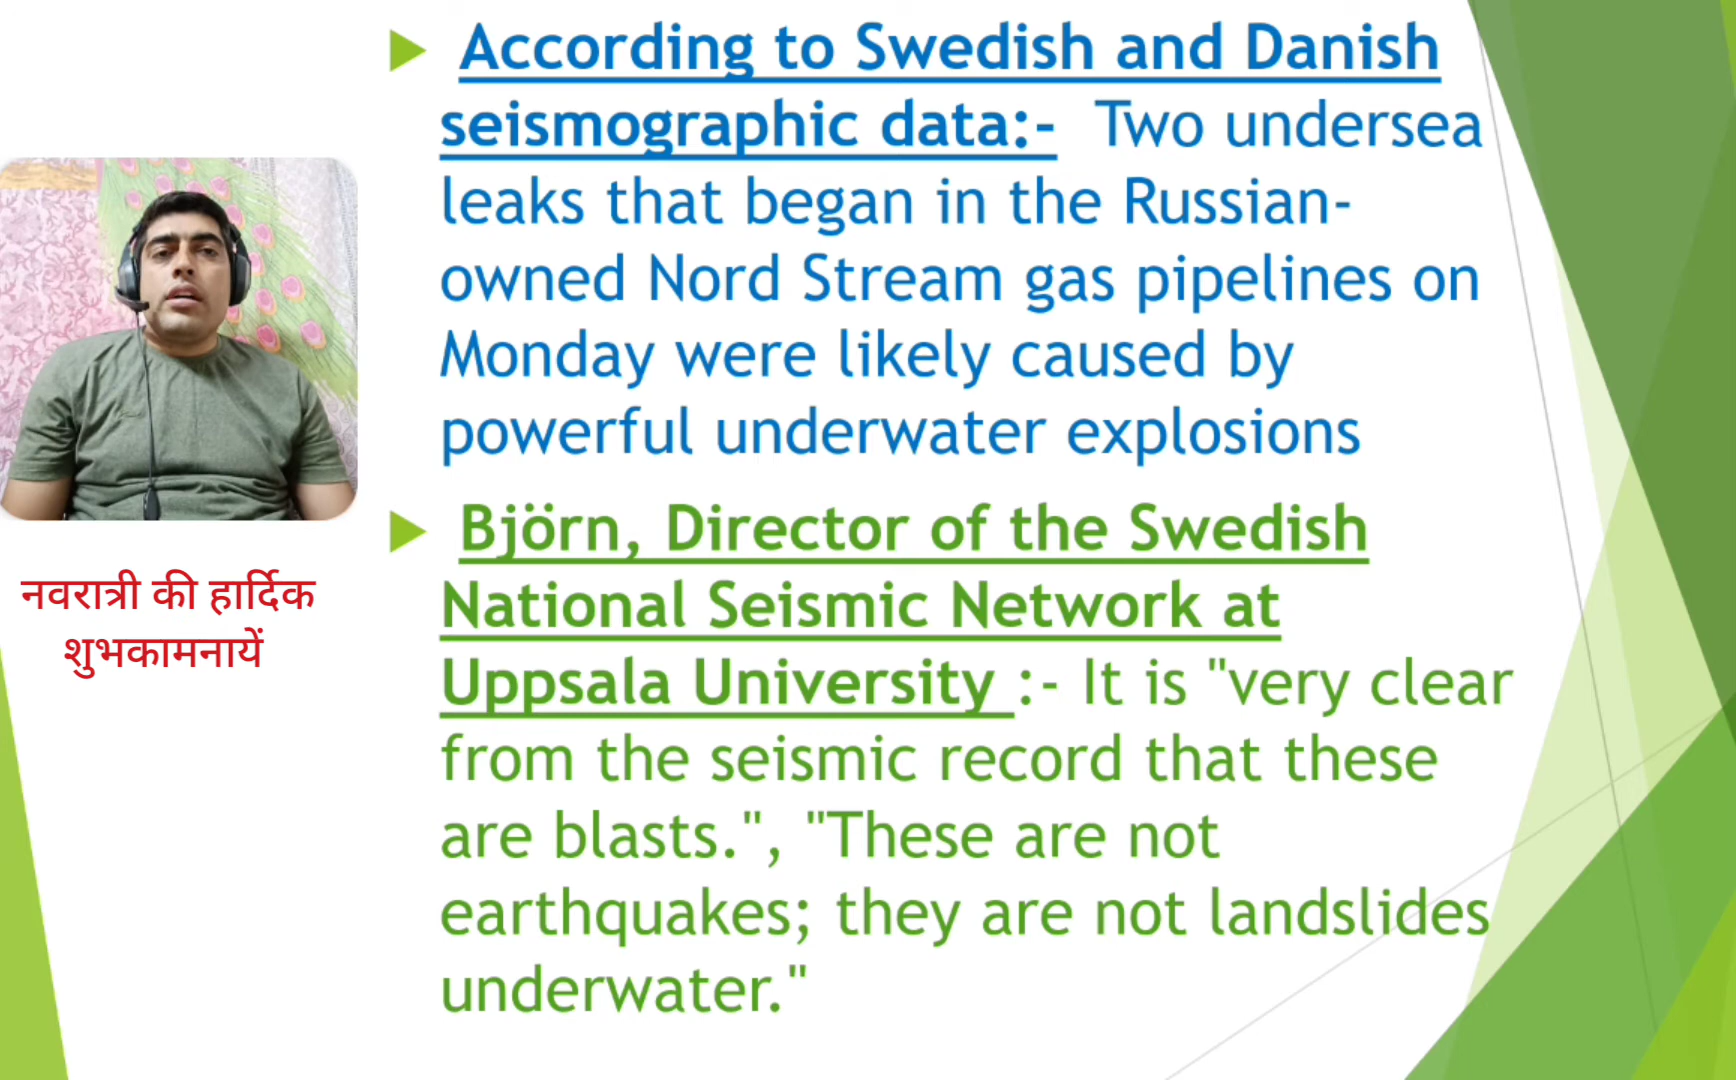 According to Swedish and Danish
seismographic data:- Two undersea
leaks that began in the Russian-
owned Nord Stream gas pipelines on
Monday were likely caused by
powerful underwater explosions
Björn, Director of the Swedish
National Seismic Network at
Uppsala University :- It is "very clear
from the seismic record that these
are blasts.", "These are not
earthquakes; they are not landslides
underwater."
नवरात्री की हार्दिक
शुभकामनायें